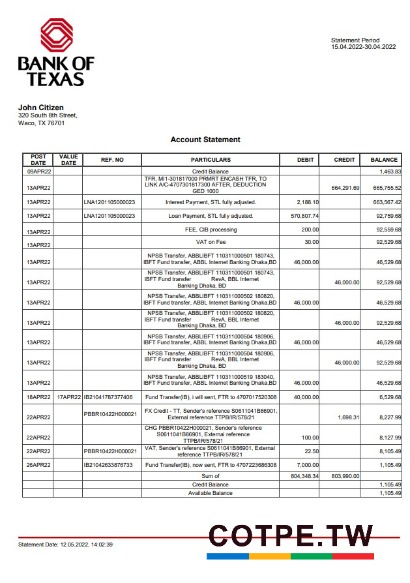 Statement Period
15.04.2022-30.04.2022
BANK OF
TEXAS
John Citizen
320 South 8th Street,
Waco, TX 76701
Account Statement
POST DATE VALUE DATE REF. NO PARTICULARS DEBIT CREDIT BALANCE
09APR22 Credit Balance 1,463.83
TFR, M/1-301817000 PRMRT ENCASH TFR, TO
13APR22 LINK A/C-4707301817300 AFTER, DEDUCTION 664,291.69 665,755.52
GED 1000
13APR22 LNA1201105000023 Interest Payment, STL fully adjusted. 2,188.10 663,567.42
13APR22 LNA1201105000023 Loan Payment, STL fully adjusted. 570,807.74 92,759.68
13APR22 FEE, CIB processing 200.00 92,559.68
13APR22 VAT on Fee 30.00 92,529.68
NPSB Transfer, ABBLIBFT 110311000501 180743,
13APR22 IBFT Fund transfer, ABBL Internet Banking Dhaka,BD 46,000.00 46,529.68
NPSB Transfer, ABBLIBFT 110311000501 180743,
13APR22 IBFT Fund transfer RevA, BBL Internet 46,000.00 92,529.68
Banking Dhaka, BD
NPSB Transfer, ABBLIBFT 110311000502 180820,
13APR22 IBFT Fund transfer, ABBL Internet Banking Dhaka,BD 46,000.00 46,529.68
NPSB Transfer, ABBLIBFT 110311000502 180820,
13APR22 IBFT Fund transfer RevA, BBL Internet 46,000.00 92,529.68
Banking Dhaka, BD
NPSB Transfer, ABBLIBFT 110311000504 180906,
13APR22 IBFT Fund transfer, ABBL Internet Banking Dhaka,BD 46,000.00 46,529.68
NPSB Transfer, ABBLIBFT 110311000504 180906,
13APR22 IBFT Fund transfer RevA, BBL Internet 46,000.00 92,529.68
Banking Dhaka, BD
NPSB Transfer, ABBLIBFT 110311000519 183040,
13APR22 IBFT Fund transfer, ABBL Internet Banking Dhaka,BD 46,000.00 46,529.68
18APR22 17APR22 IB21041787377406 Fund Transfer(IB), i will sent, FTR to 4707017520308 40,000.00 6,529.68
22APR22 PBBR10422H000021 FX Credit - TT, Sender's reference S0611041B86901, 1,698.31 8,227.99
External reference TTPB/IR/578/21
CHG PBBR10422H000021, Sender's reference
22APR22 S0611041B86901, External reference 100.00 8,127.99
TTPB/IR/578/21
22APR22 PBBR10422H000021 VAT, Sender's reference S0611041B86901, External 22.50 8,105.49
reference TTPB/IR/578/21
26APR22 IB21042633876733 Fund Transfer(IB), now sent, FTR to 4707223686308 7,000.00 1,105.49
Sum of 804,348.34 803,990.00
Credit Balance 1,105.49
Available Balance 1,105.49
COTPE.TW
Statement Date: 12.05.2022, 14:02:39